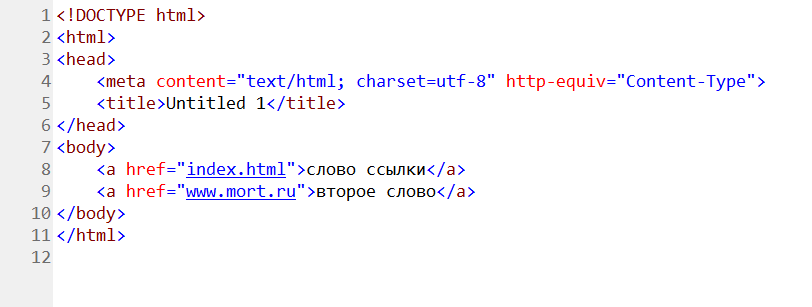 1 <!DOCTYPE html>
2 <html>
3 <head>
4     <meta content="text/html; charset=utf-8" http-equiv="Content-Type">
5     <title>Untitled 1</title>
6 </head>
7 <body>
8     <a href="index.html">слово ссылки</a>
9     <a href="www.mort.ru">второе слово</a>
10 </body>
11 </html>
12